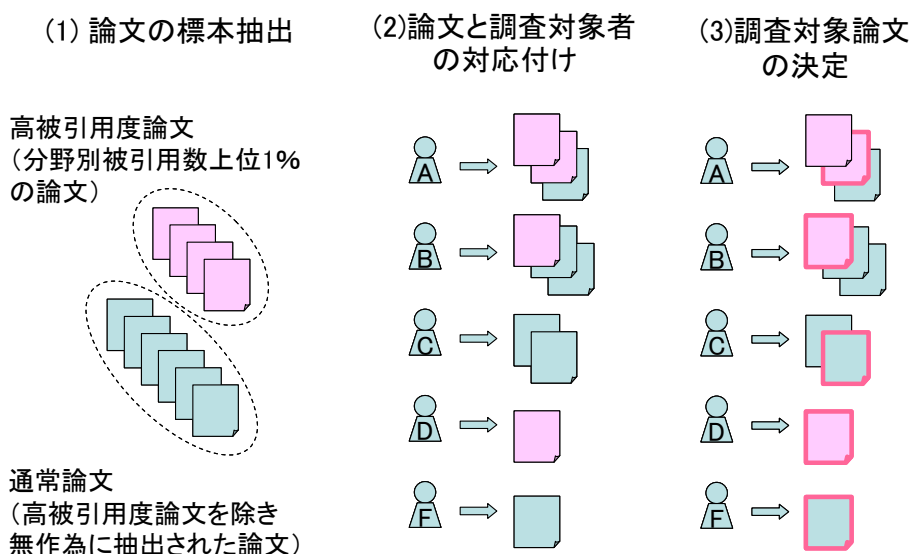 (1) 論文の標本抽出
(2)論文と調査対象者
の対応付け
(3)調査対象論文
の決定
高被引用度論文
(分野別被引用数上位1%
の論文)
通常論文
(高被引用度論文を除き
無作為に抽出された論文)
A
B
C
D
F
A
B
C
D
F